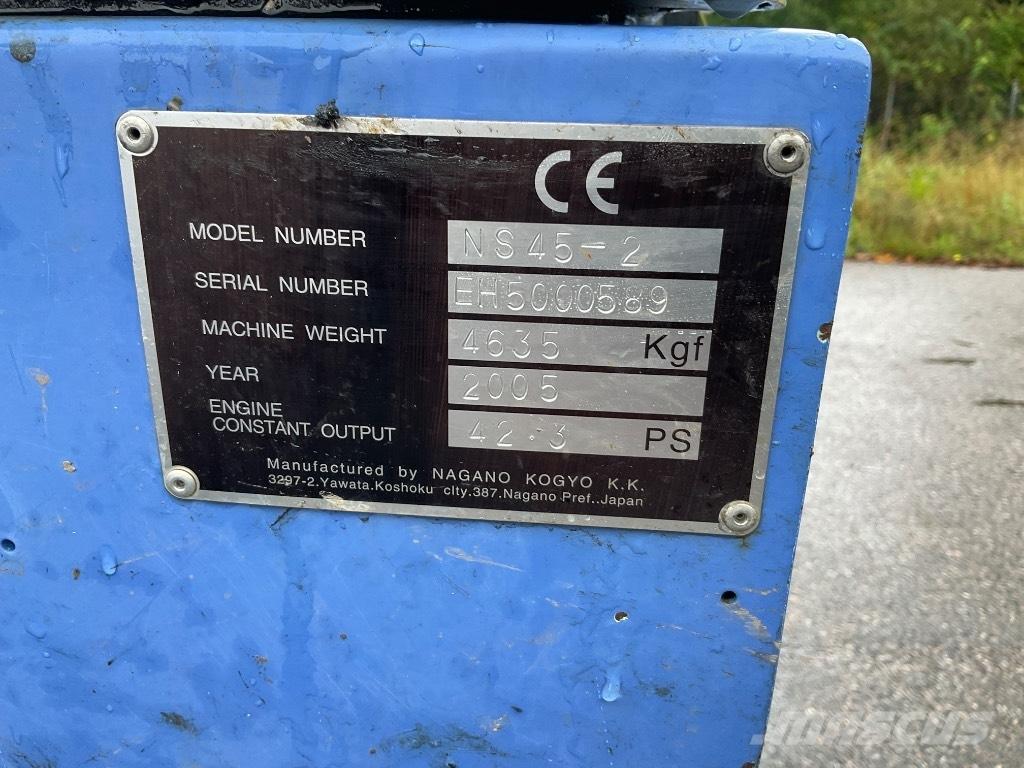 CE
MODEL NUMBER NS45-2
SERIAL NUMBER EH5000589
MACHINE WEIGHT 4635 Kgf
YEAR 2005
ENGINE
CONSTANT OUTPUT 42.3 PS
Manufactured by NAGANO KOGYO K.K.
3297-2.Yawata.Koshoku city.387.Nagano Pref..Japan
MASCUS